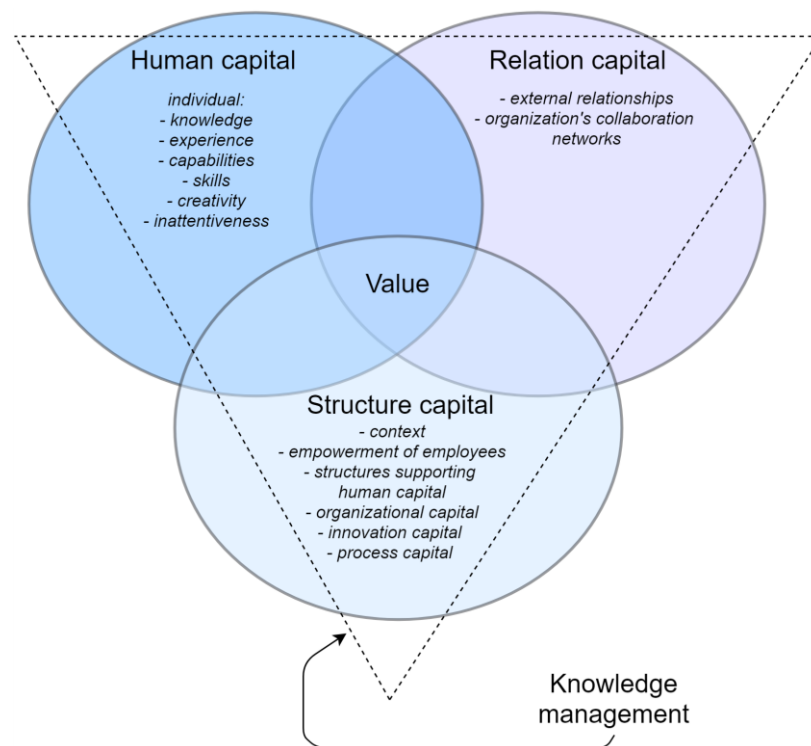 Human capital
individual:
- knowledge
- experience
- capabilities
- skills
- creativity
- inattentiveness
Relation capital
- external relationships
- organization's collaboration
networks
Value
Structure capital
- context
- empowerment of employees
- structures supporting
human capital
- organizational capital
- innovation capital
- process capital
Knowledge
management